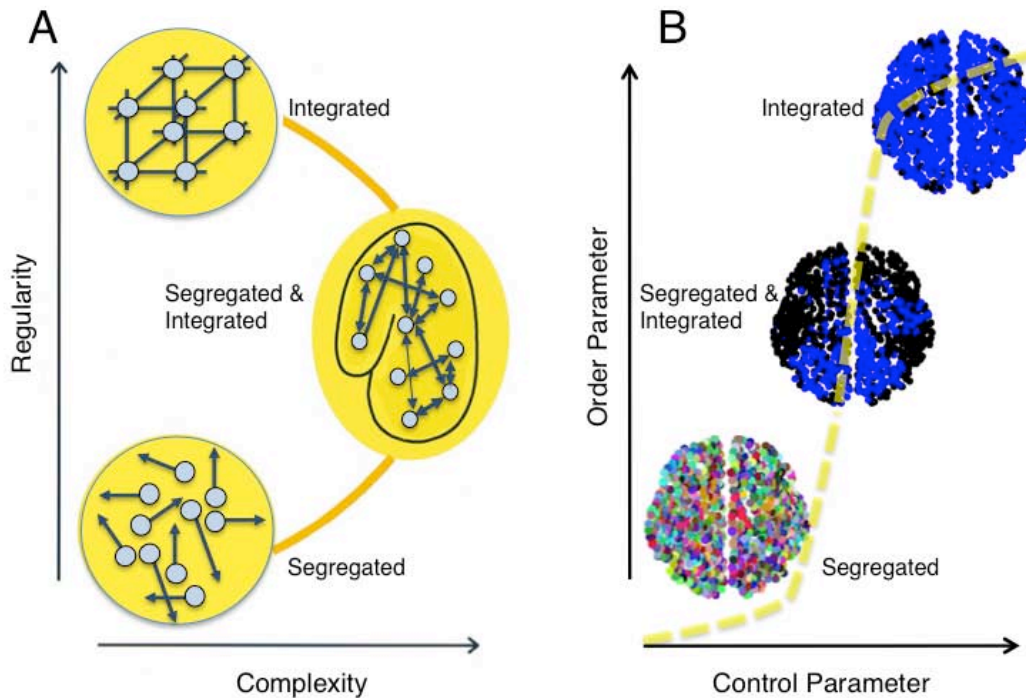 A
Integrated
Regularity
Segregated &
Integrated
Segregated
Complexity
B
Integrated
Order Parameter
Segregated &
Integrated
Segregated
Control Parameter